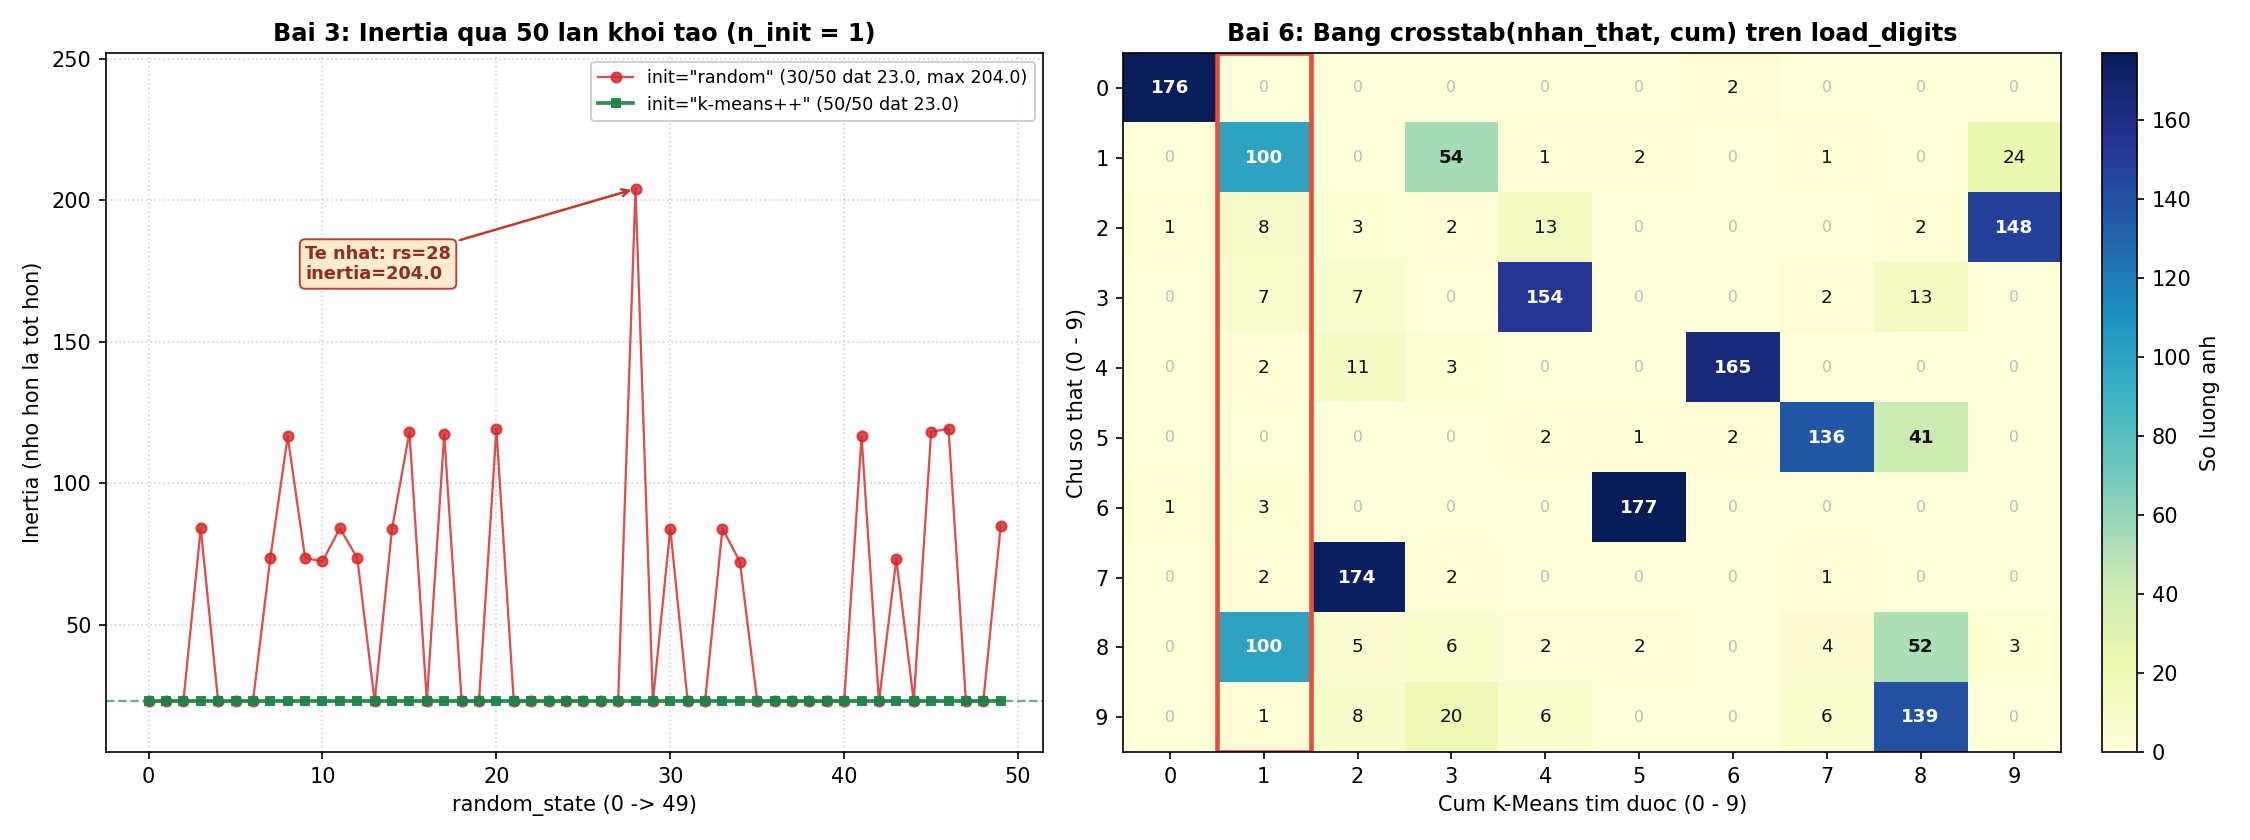 Bai 3: Inertia qua 50 lan khoi tao (n_init = 1)
250
200
150
100
50
Inertia (nho hon la tot hon)
init="random" (30/50 dat 23.0, max 204.0)
init="k-means++" (50/50 dat 23.0)
Te nhat: rs=28
inertia=204.0
0 10 20 30 40 50
random_state (0 -> 49)
Bai 6: Bang crosstab(nhan_that, cum) tren load_digits
Chu so that (0 - 9)
0 176 0 0 0 0 0 2 0 0 0
1 0 100 0 54 1 2 0 1 0 24
2 1 8 3 2 13 0 0 0 2 148
3 0 7 7 0 154 0 0 2 13 0
4 0 2 11 3 0 0 165 0 0 0
5 0 0 0 0 2 1 2 136 41 0
6 1 3 0 0 0 177 0 0 0 0
7 0 2 174 2 0 0 0 1 0 0
8 0 100 5 6 2 2 0 4 52 3
9 0 1 8 20 6 0 0 6 139 0
0 1 2 3 4 5 6 7 8 9
Cum K-Means tim duoc (0 - 9)
160
140
120
100
80
60
40
20
0
So luong anh